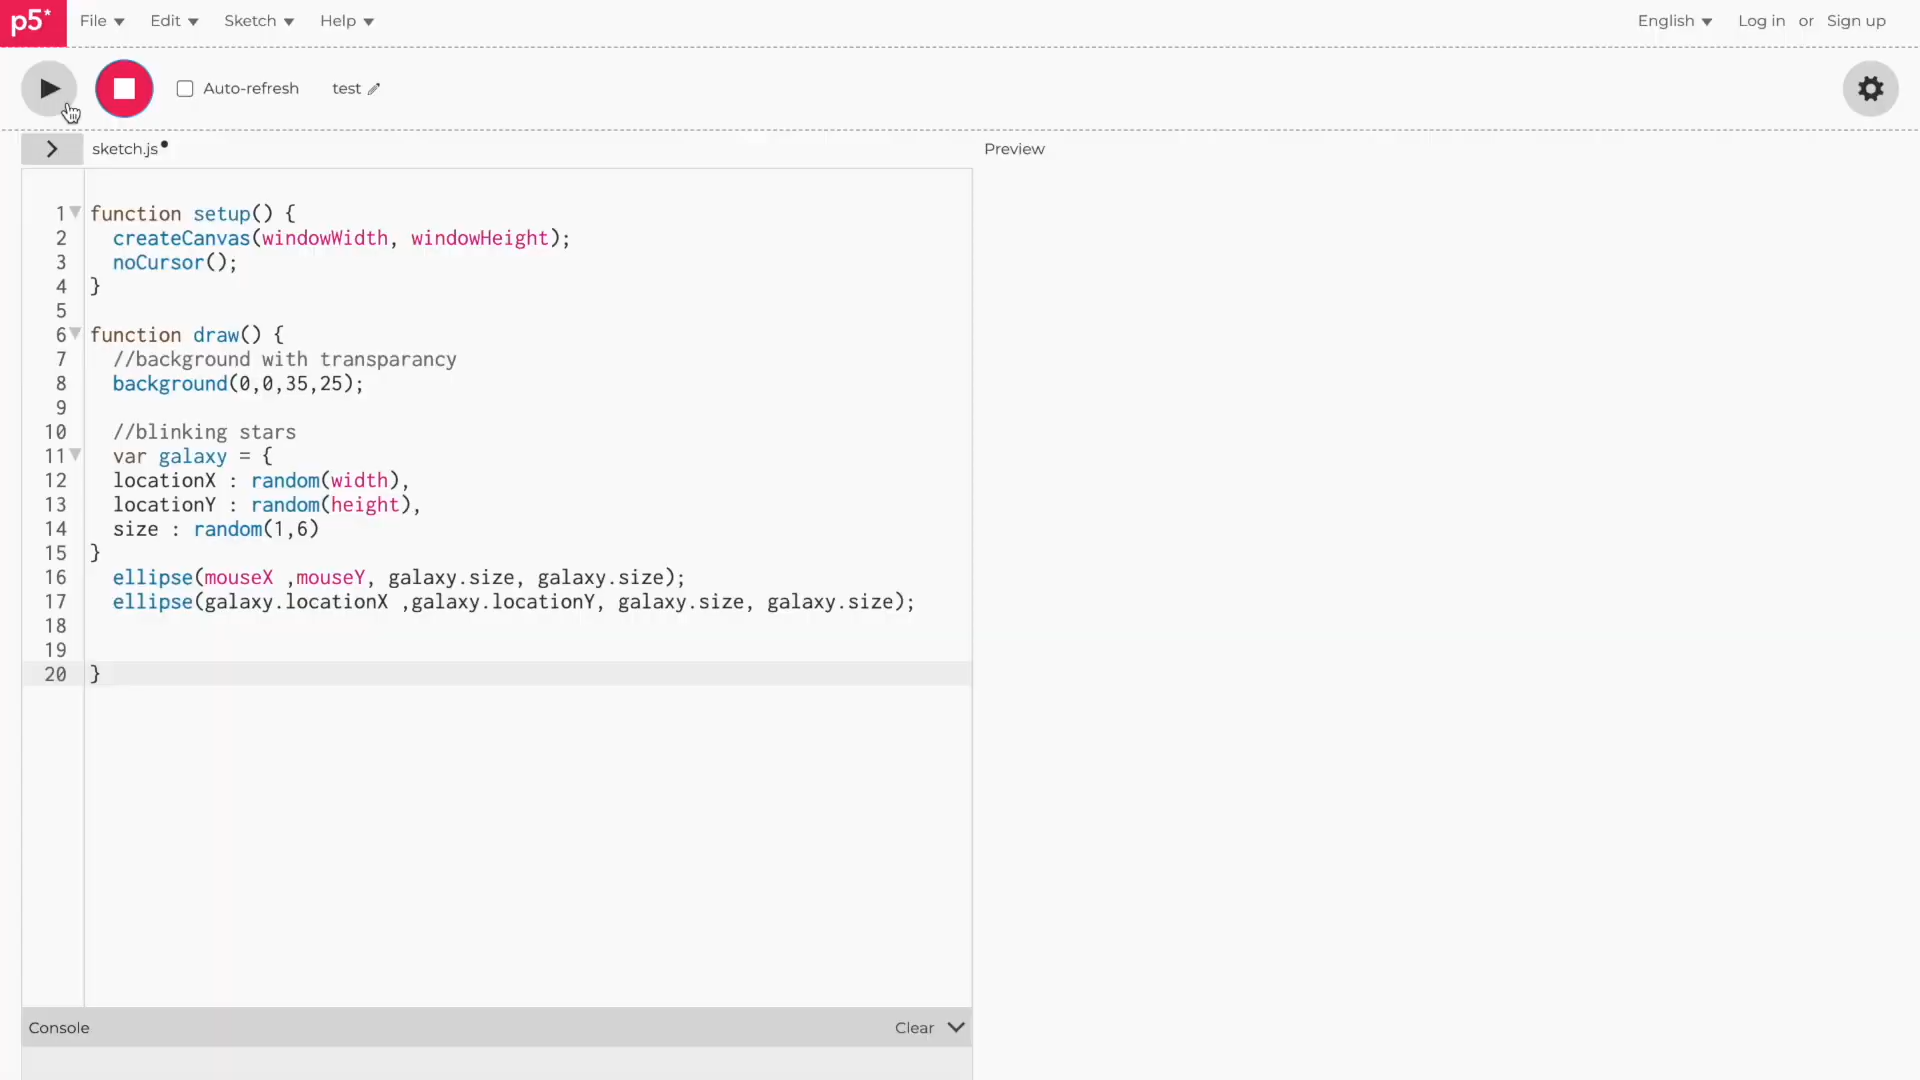 p5* File Edit Sketch Help English Log in or Sign up
Auto-refresh test
sketch.js Preview
1 function setup() {
2 createCanvas(windowWidth, windowHeight);
3 noCursor();
4 }
5
6 function draw() {
7 //background with transparancy
8 background(0,0,35,25);
9
10 //blinking stars
11 var galaxy = {
12 locationX : random(width),
13 locationY : random(height),
14 size : random(1,6)
15 }
16 ellipse(mouseX ,mouseY, galaxy.size, galaxy.size);
17 ellipse(galaxy.locationX ,galaxy.locationY, galaxy.size, galaxy.size);
18
19
20 }
Console Clear